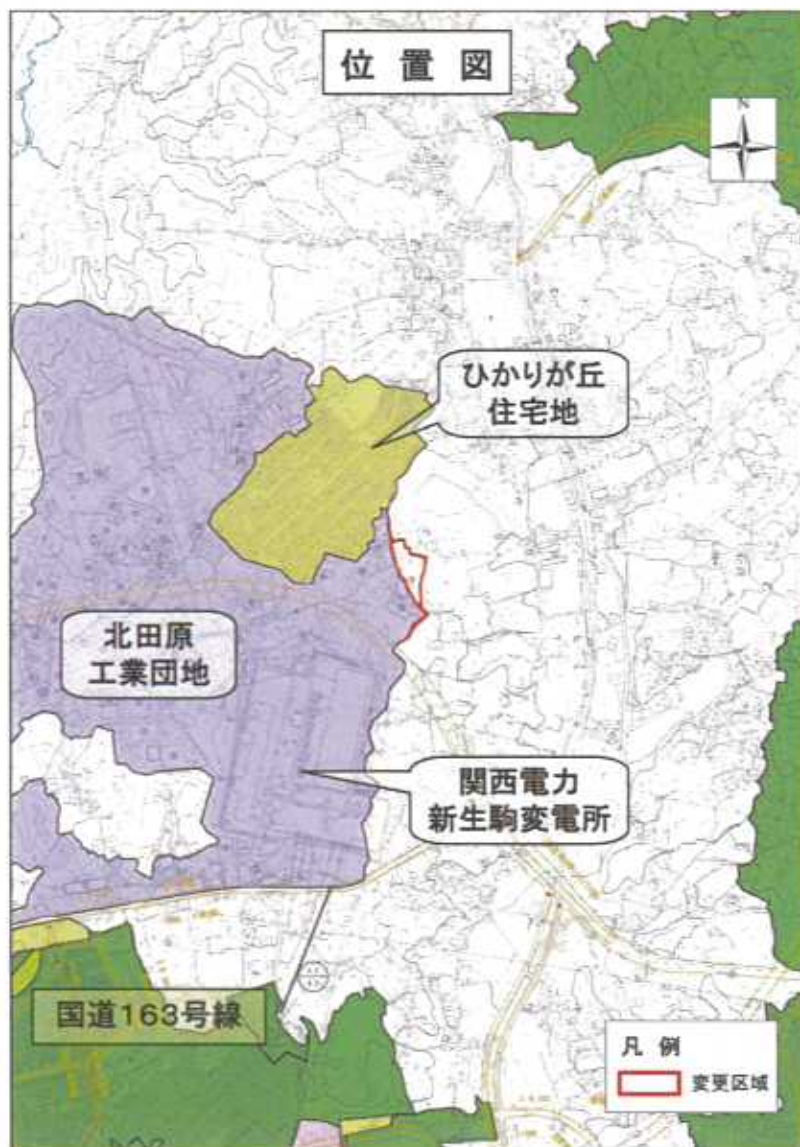 位 置 図
N
ひかりが丘
住宅地
北田原
工業団地
関西電力
新生駒変電所
国道163号線
凡 例
変更区域